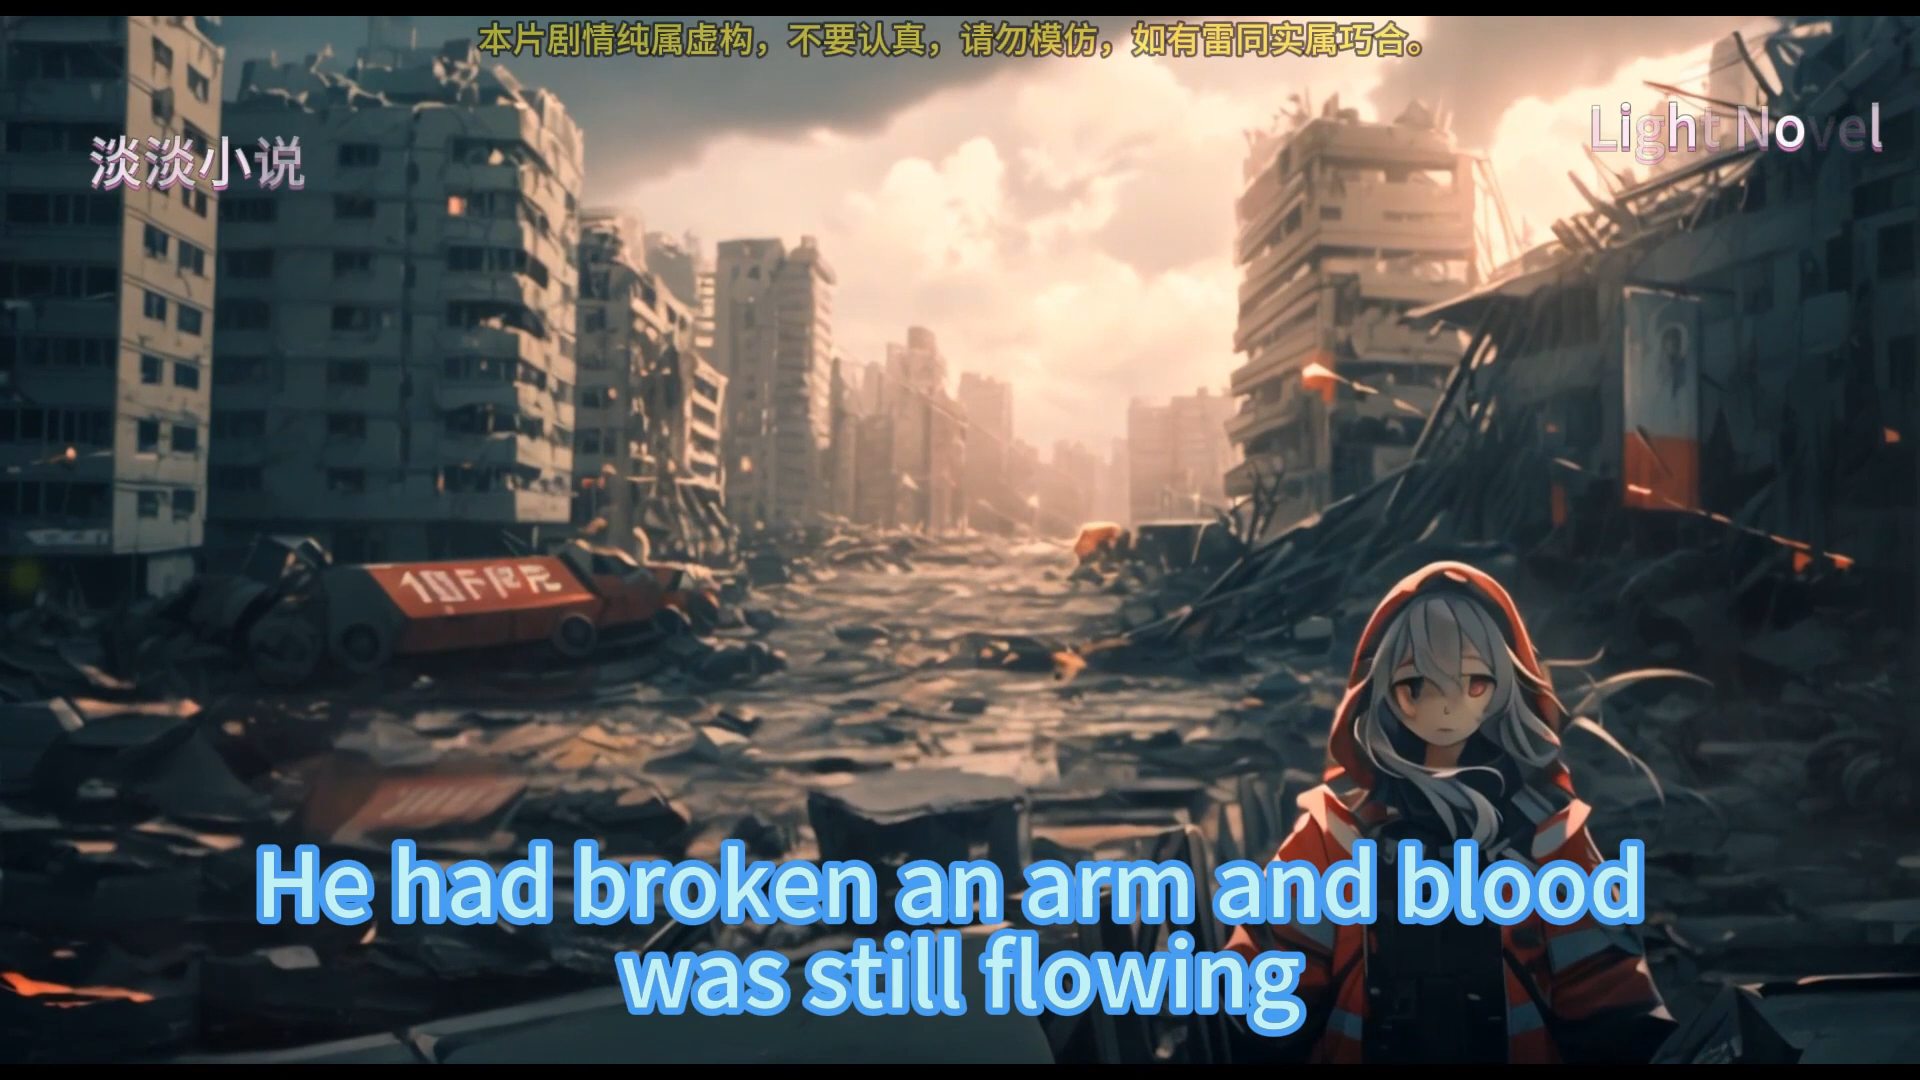 本片剧情纯属虚构，不要认真，请勿模仿，如有雷同实属巧合。
淡淡小说
Light Novel
He had broken an arm and blood
was still flowing